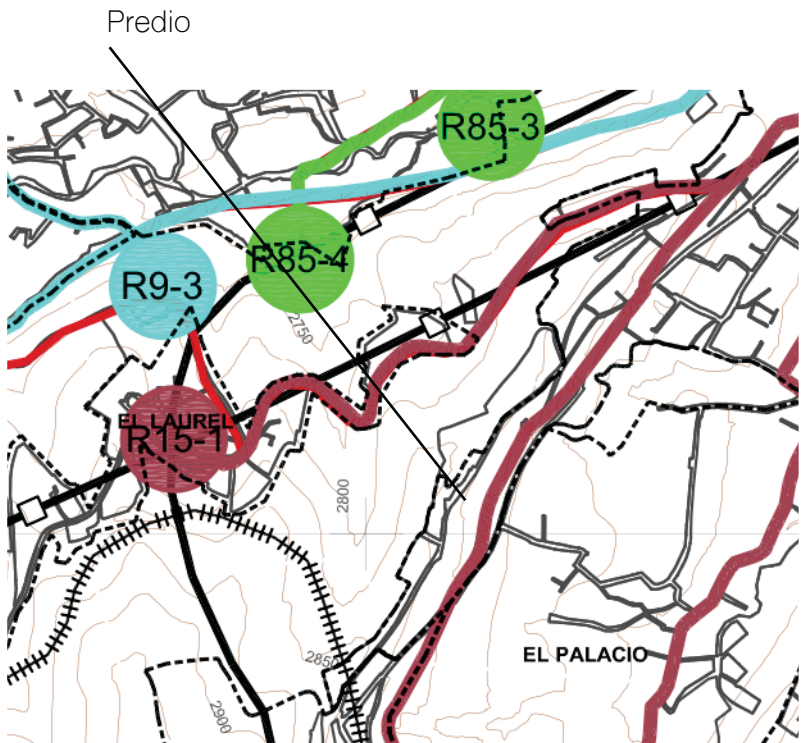 Predio
R85-3
R85-4
R9-3
2750
EL LAUREL
R15-1
2800
EL PALACIO
2850
2900